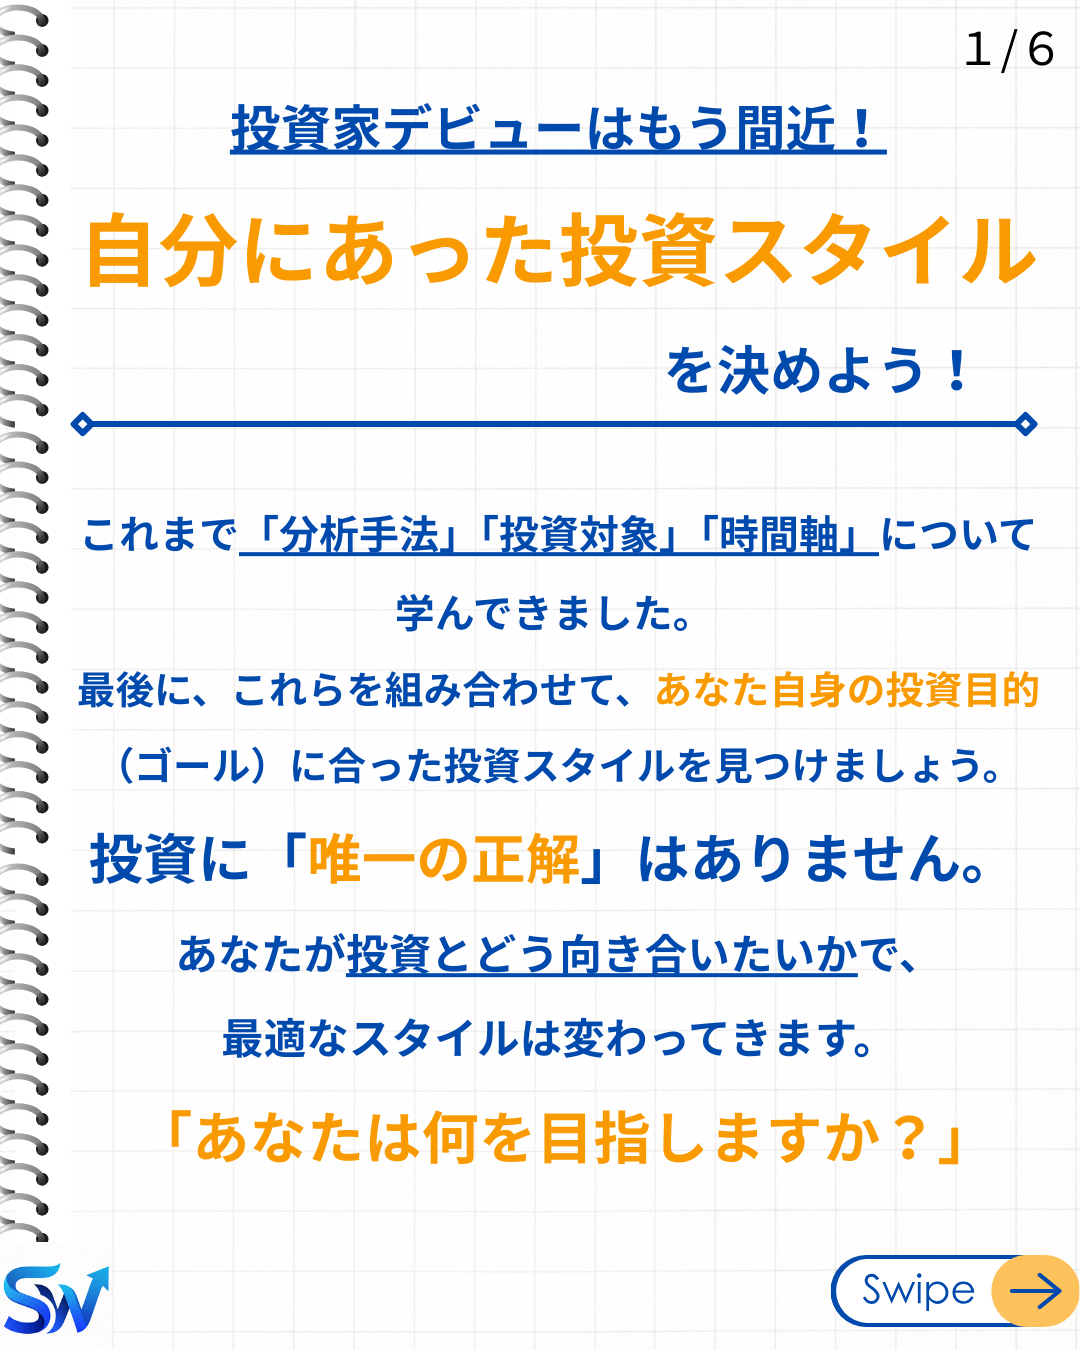 1/6
投資家デビューはもう間近！
自分にあった投資スタイル
を決めよう！
これまで「分析手法」「投資対象」「時間軸」について
学んできました。
最後に、これらを組み合わせて、あなた自身の投資目的
（ゴール）に合った投資スタイルを見つけましょう。
投資に「唯一の正解」はありません。
あなたが投資とどう向き合いたいかで、
最適なスタイルは変わってきます。
「あなたは何を目指しますか？」
SW
Swipe